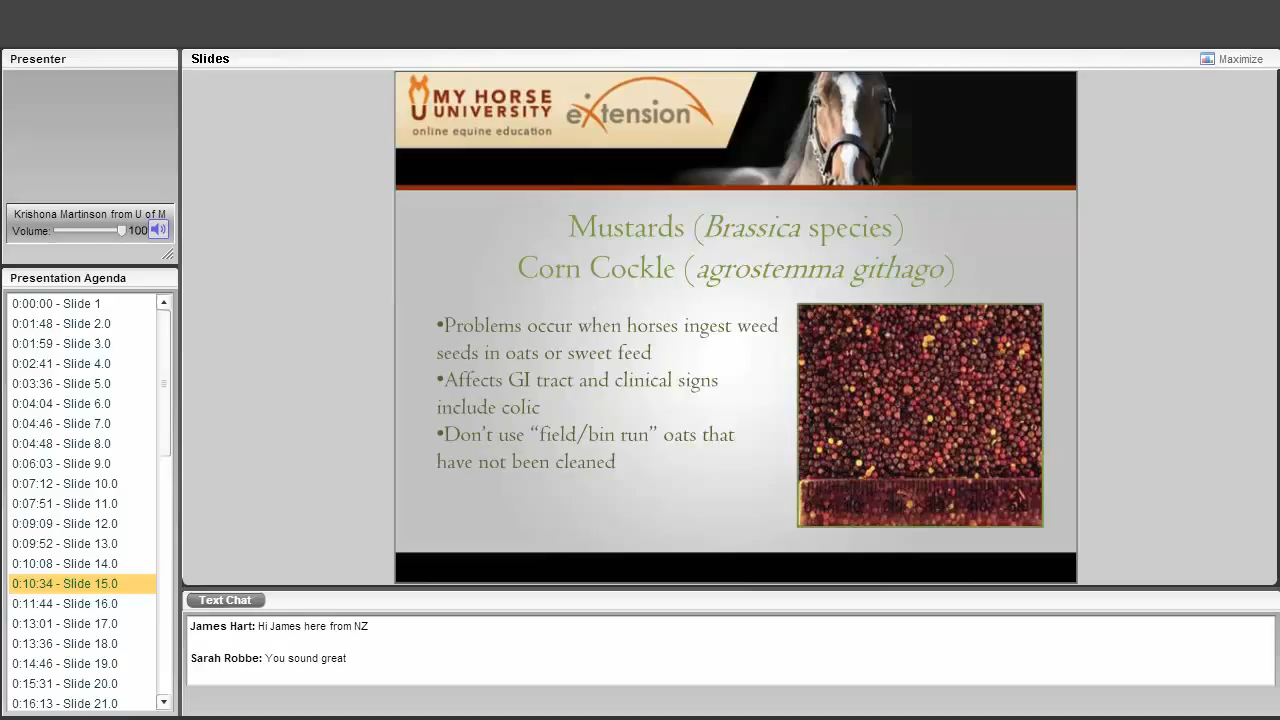 Presenter
Krishona Martinson from U of M
Volume: 100
Presentation Agenda
0:00:00 - Slide 1
0:01:48 - Slide 2.0
0:01:59 - Slide 3.0
0:02:41 - Slide 4.0
0:03:36 - Slide 5.0
0:04:04 - Slide 6.0
0:04:46 - Slide 7.0
0:04:48 - Slide 8.0
0:06:03 - Slide 9.0
0:07:12 - Slide 10.0
0:07:51 - Slide 11.0
0:09:09 - Slide 12.0
0:09:52 - Slide 13.0
0:10:08 - Slide 14.0
0:10:34 - Slide 15.0
0:11:44 - Slide 16.0
0:13:01 - Slide 17.0
0:13:36 - Slide 18.0
0:14:46 - Slide 19.0
0:15:31 - Slide 20.0
0:16:13 - Slide 21.0
Slides
Maximize
MY HORSE
UNIVERSITY
online equine education
eXtension
Mustards (Brassica species)
Corn Cockle (agrostemma githago)
•Problems occur when horses ingest weed
seeds in oats or sweet feed
•Affects GI tract and clinical signs
include colic
•Don't use “field/bin run” oats that
have not been cleaned
Text Chat
James Hart: Hi James here from NZ
Sarah Robbe: You sound great